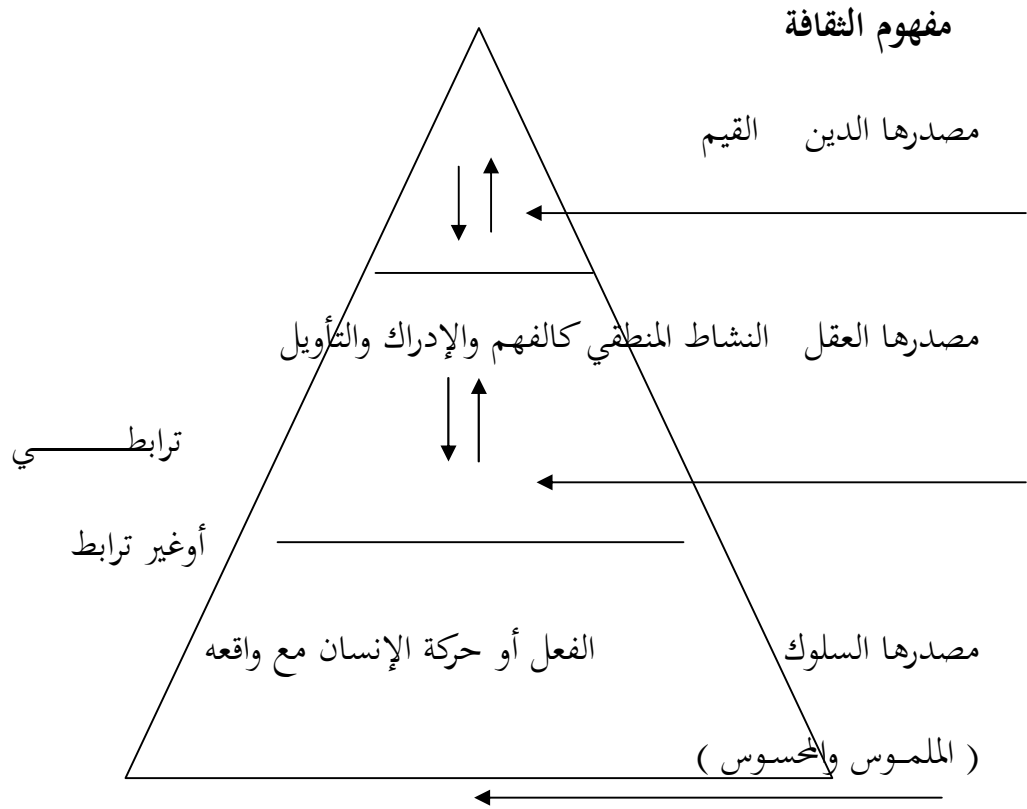 مفهوم الثقافة
مصدرها الدين القيم
مصدرها العقل النشاط المنطقي كالفهم والإدراك والتأويل
ترابطــــي
أوغير ترابط
مصدرها السلوك الفعل أو حركة الإنسان مع واقعه
( الملموس والمحسوس )